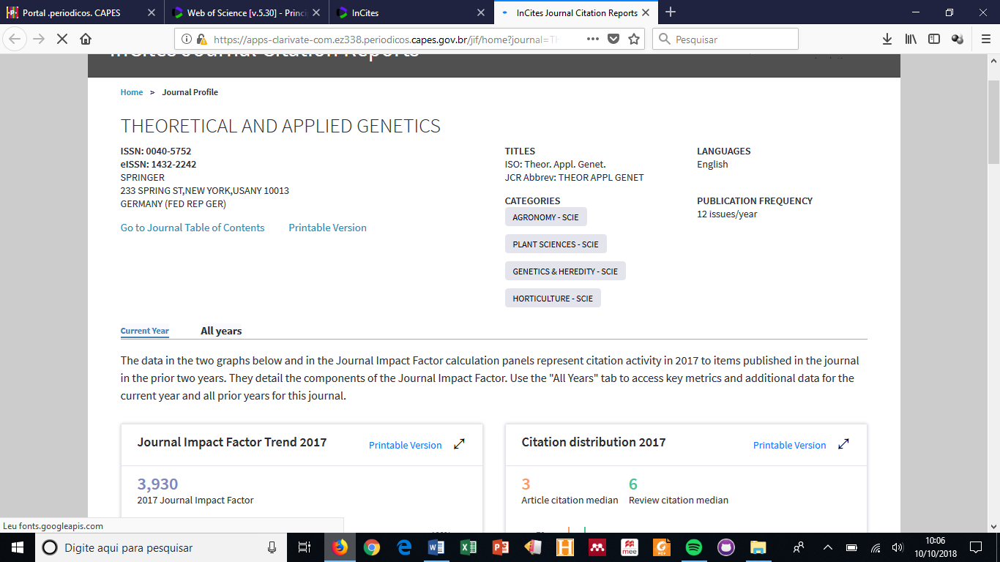 Portal .periodicos. CAPES
Web of Science [v.5.30] - Princi
InCites
InCites Journal Citation Reports
https://apps-clarivate-com.ez338.periodicos.capes.gov.br/jif/home?journal=TH
Pesquisar
InCites Journal Citation Reports
Home > Journal Profile
THEORETICAL AND APPLIED GENETICS
ISSN: 0040-5752
eISSN: 1432-2242
SPRINGER
233 SPRING ST,NEW YORK,USANY 10013
GERMANY (FED REP GER)
Go to Journal Table of Contents Printable Version
TITLES
ISO: Theor. Appl. Genet.
JCR Abbrev: THEOR APPL GENET
CATEGORIES
AGRONOMY - SCIE
PLANT SCIENCES - SCIE
GENETICS & HEREDITY - SCIE
HORTICULTURE - SCIE
LANGUAGES
English
PUBLICATION FREQUENCY
12 issues/year
Current Year All years
The data in the two graphs below and in the Journal Impact Factor calculation panels represent citation activity in 2017 to items published in the journal
in the prior two years. They detail the components of the Journal Impact Factor. Use the "All Years" tab to access key metrics and additional data for the
current year and all prior years for this journal.
Journal Impact Factor Trend 2017 Printable Version
3,930
2017 Journal Impact Factor
Citation distribution 2017 Printable Version
3 6
Article citation median Review citation median
Leu fonts.googleapis.com
Digite aqui para pesquisar
10:06
10/10/2018